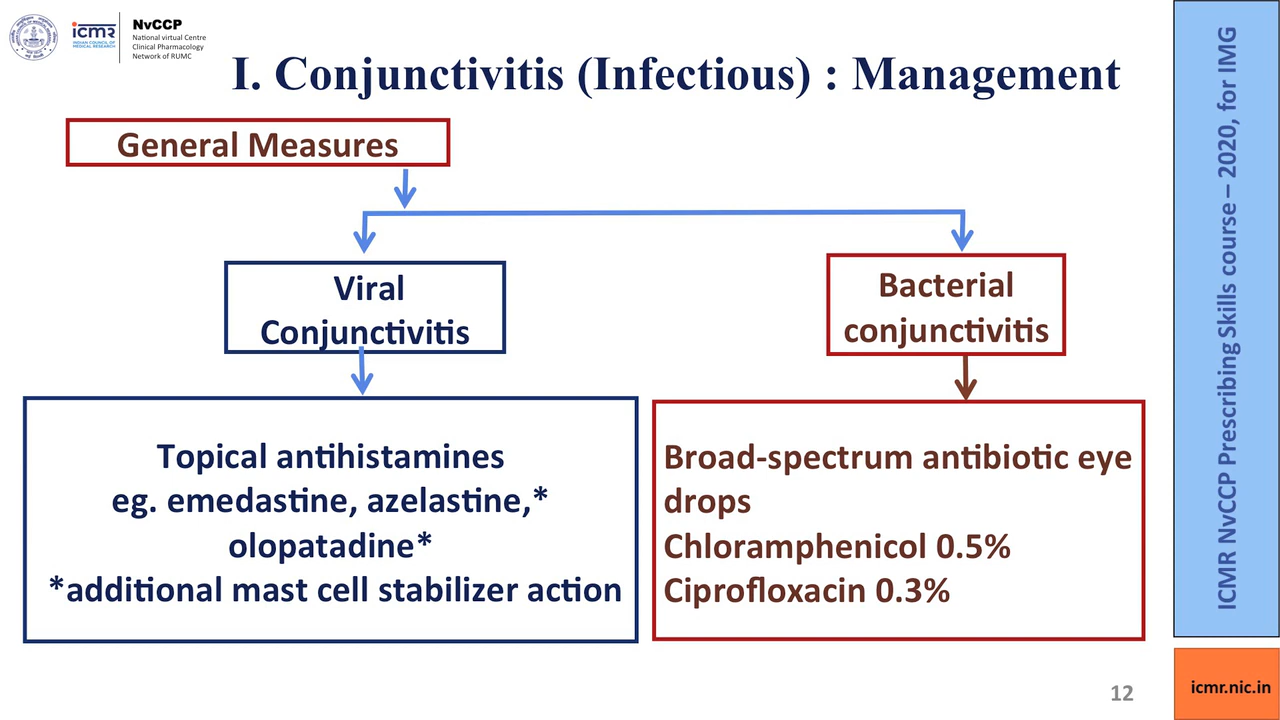 icmr
INDIAN COUNCIL OF
MEDICAL RESEARCH
NvCCP
National virtual Centre
Clinical Pharmacology
Network of RUMC
I. Conjunctivitis (Infectious) : Management
General Measures
Viral
Conjunctivitis
Bacterial
conjunctivitis
Topical antihistamines
eg. emedastine, azelastine,*
olopatadine*
*additional mast cell stabilizer action
Broad-spectrum antibiotic eye
drops
Chloramphenicol 0.5%
Ciprofloxacin 0.3%
ICMR NvCCP Prescribing Skills course – 2020, for IMG
12
icmr.nic.in